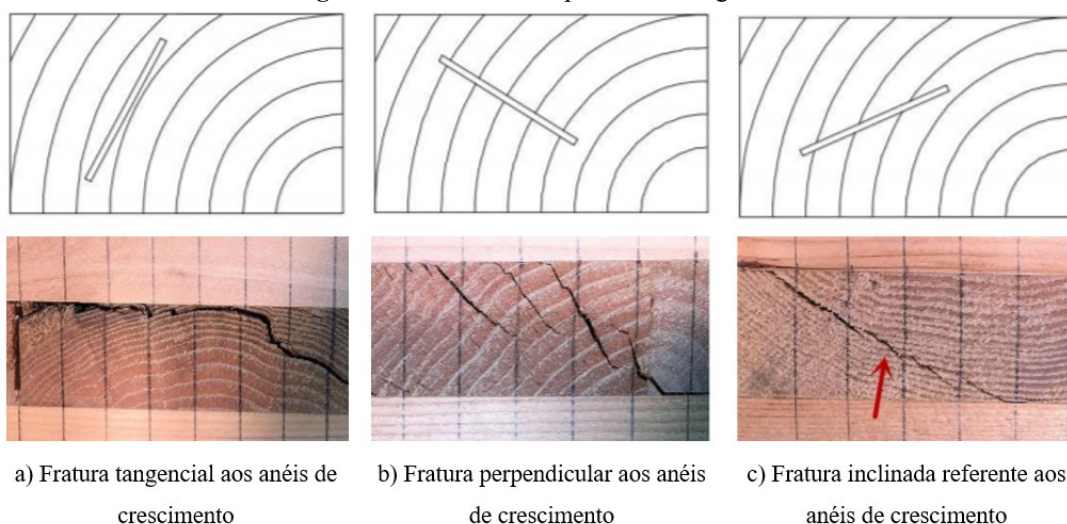 a) Fratura tangencial aos anéis de
crescimento
b) Fratura perpendicular aos anéis
de crescimento
c) Fratura inclinada referente aos
anéis de crescimento